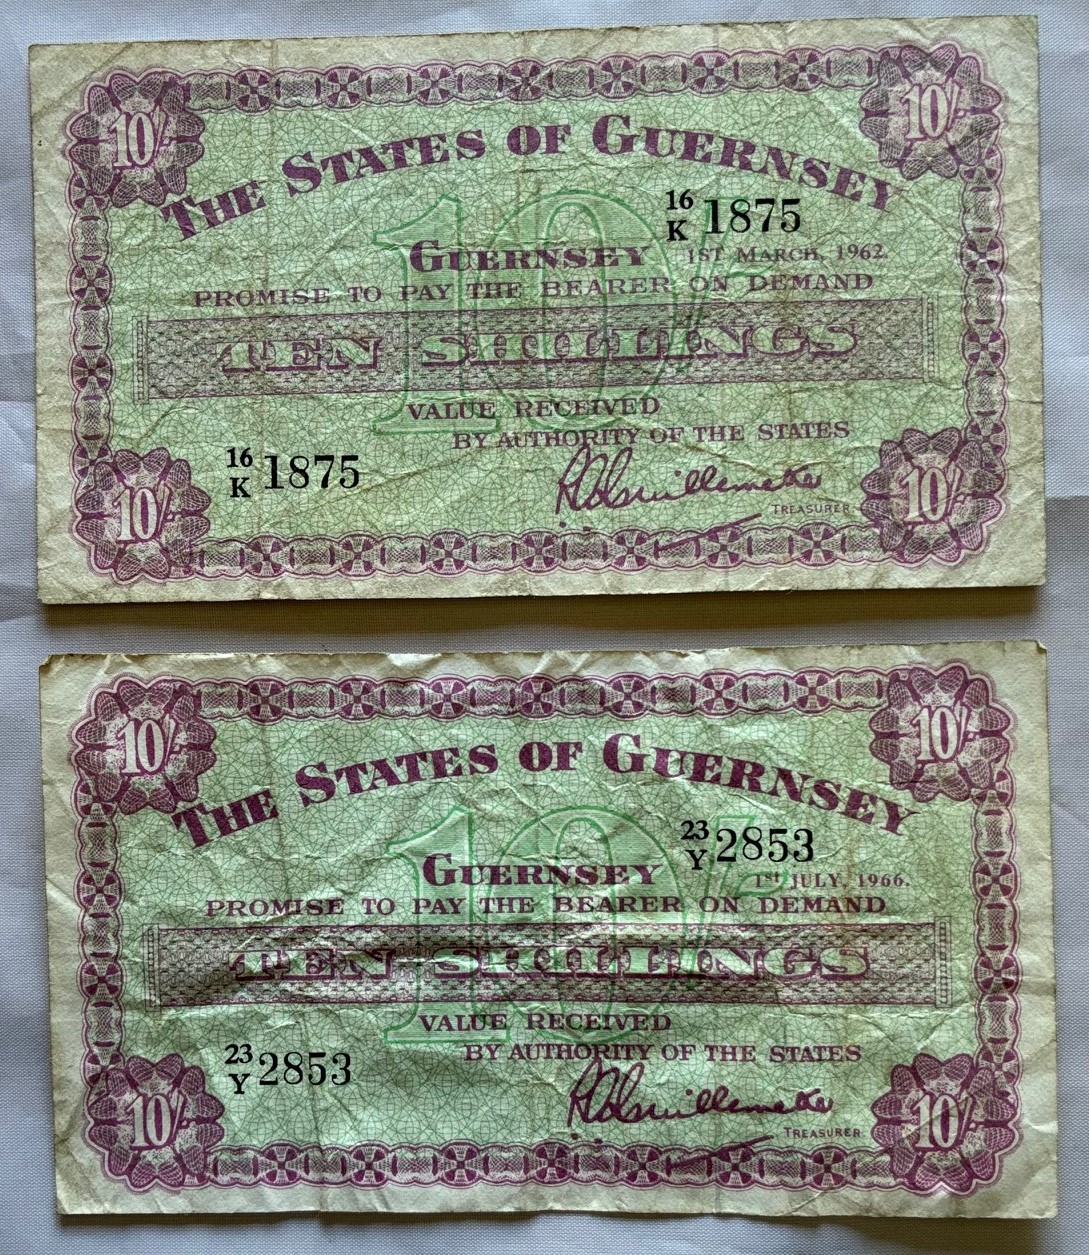 10/- 10/-
THE STATES OF GUERNSEY
16/K 1875
GUERNSEY 1ST MARCH, 1962.
PROMISE TO PAY THE BEARER ON DEMAND
TEN SHILLINGS
10/-
VALUE RECEIVED
BY AUTHORITY OF THE STATES
16/K 1875
TREASURER
10/- 10/-
10/- 10/-
THE STATES OF GUERNSEY
23/Y 2853
GUERNSEY 1st JULY, 1966.
PROMISE TO PAY THE BEARER ON DEMAND
TEN SHILLINGS
10/-
VALUE RECEIVED
BY AUTHORITY OF THE STATES
23/Y 2853
TREASURER
10/- 10/-